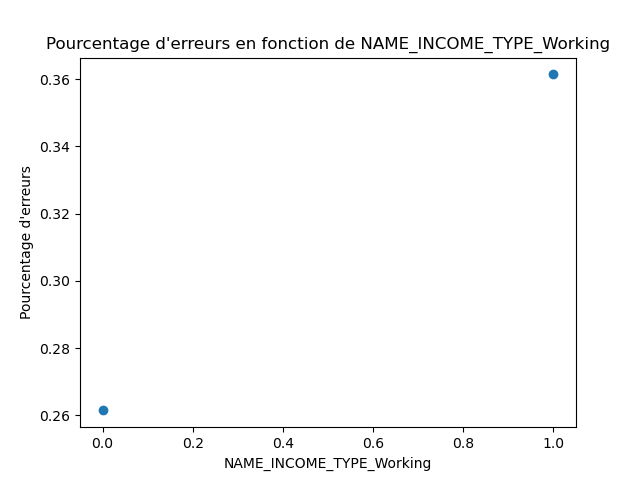 Pourcentage d'erreurs en fonction de NAME_INCOME_TYPE_Working
0.36
0.34
0.32
0.30
0.28
0.26
Pourcentage d'erreurs
0.0 0.2 0.4 0.6 0.8 1.0
NAME_INCOME_TYPE_Working